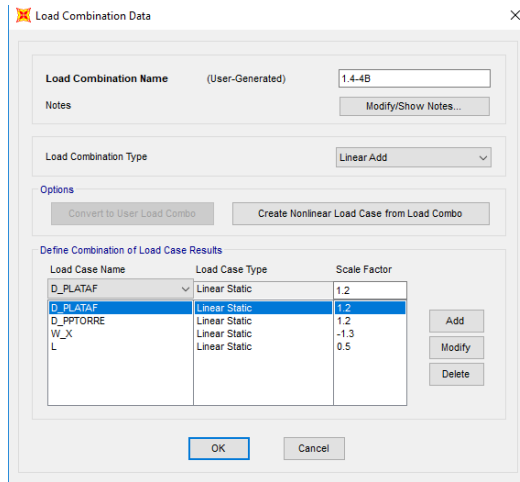 Load Combination Data
Load Combination Name (User-Generated) 1.4-4B
Notes Modify/Show Notes...
Load Combination Type Linear Add
Options
Convert to User Load Combo Create Nonlinear Load Case from Load Combo
Define Combination of Load Case Results
Load Case Name Load Case Type Scale Factor
D_PLATAF Linear Static 1.2
D_PLATAF Linear Static 1.2
D_PPTORRE Linear Static 1.2
W_X Linear Static -1.3
L Linear Static 0.5
Add
Modify
Delete
OK Cancel